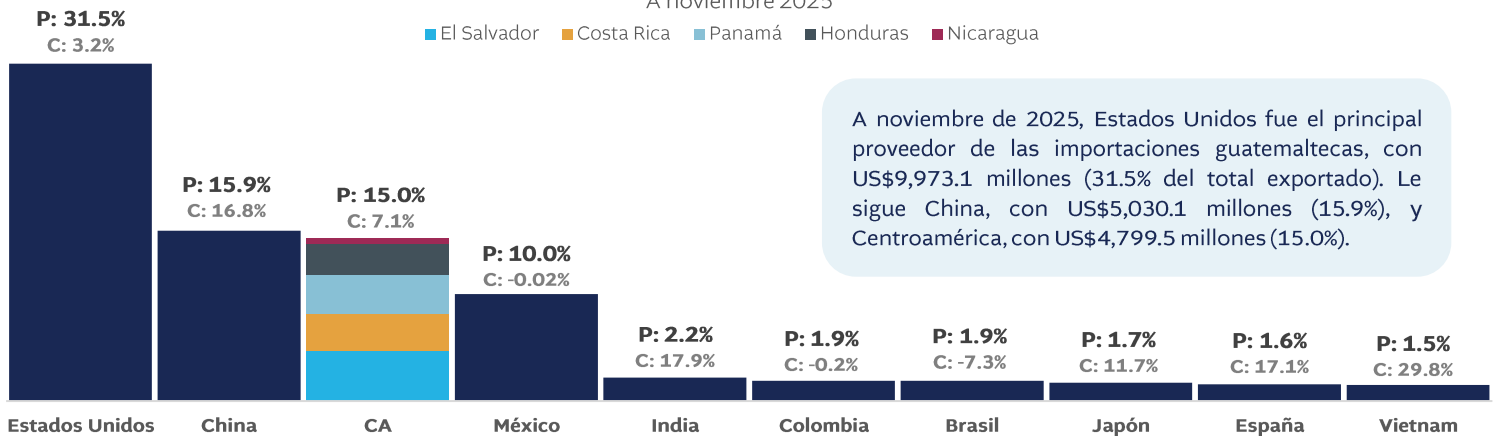 A noviembre 2025
El Salvador Costa Rica Panamá Honduras Nicaragua
P: 31.5%
C: 3.2%
A noviembre de 2025, Estados Unidos fue el principal
proveedor de las importaciones guatemaltecas, con
US$9,973.1 millones (31.5% del total exportado). Le
sigue China, con US$5,030.1 millones (15.9%), y
Centroamérica, con US$4,799.5 millones (15.0%).
P: 15.9%
C: 16.8%
P: 15.0%
C: 7.1%
P: 10.0%
C: -0.02%
P: 2.2%
C: 17.9%
P: 1.9%
C: -0.2%
P: 1.9%
C: -7.3%
P: 1.7%
C: 11.7%
P: 1.6%
C: 17.1%
P: 1.5%
C: 29.8%
Estados Unidos China CA México India Colombia Brasil Japón España Vietnam